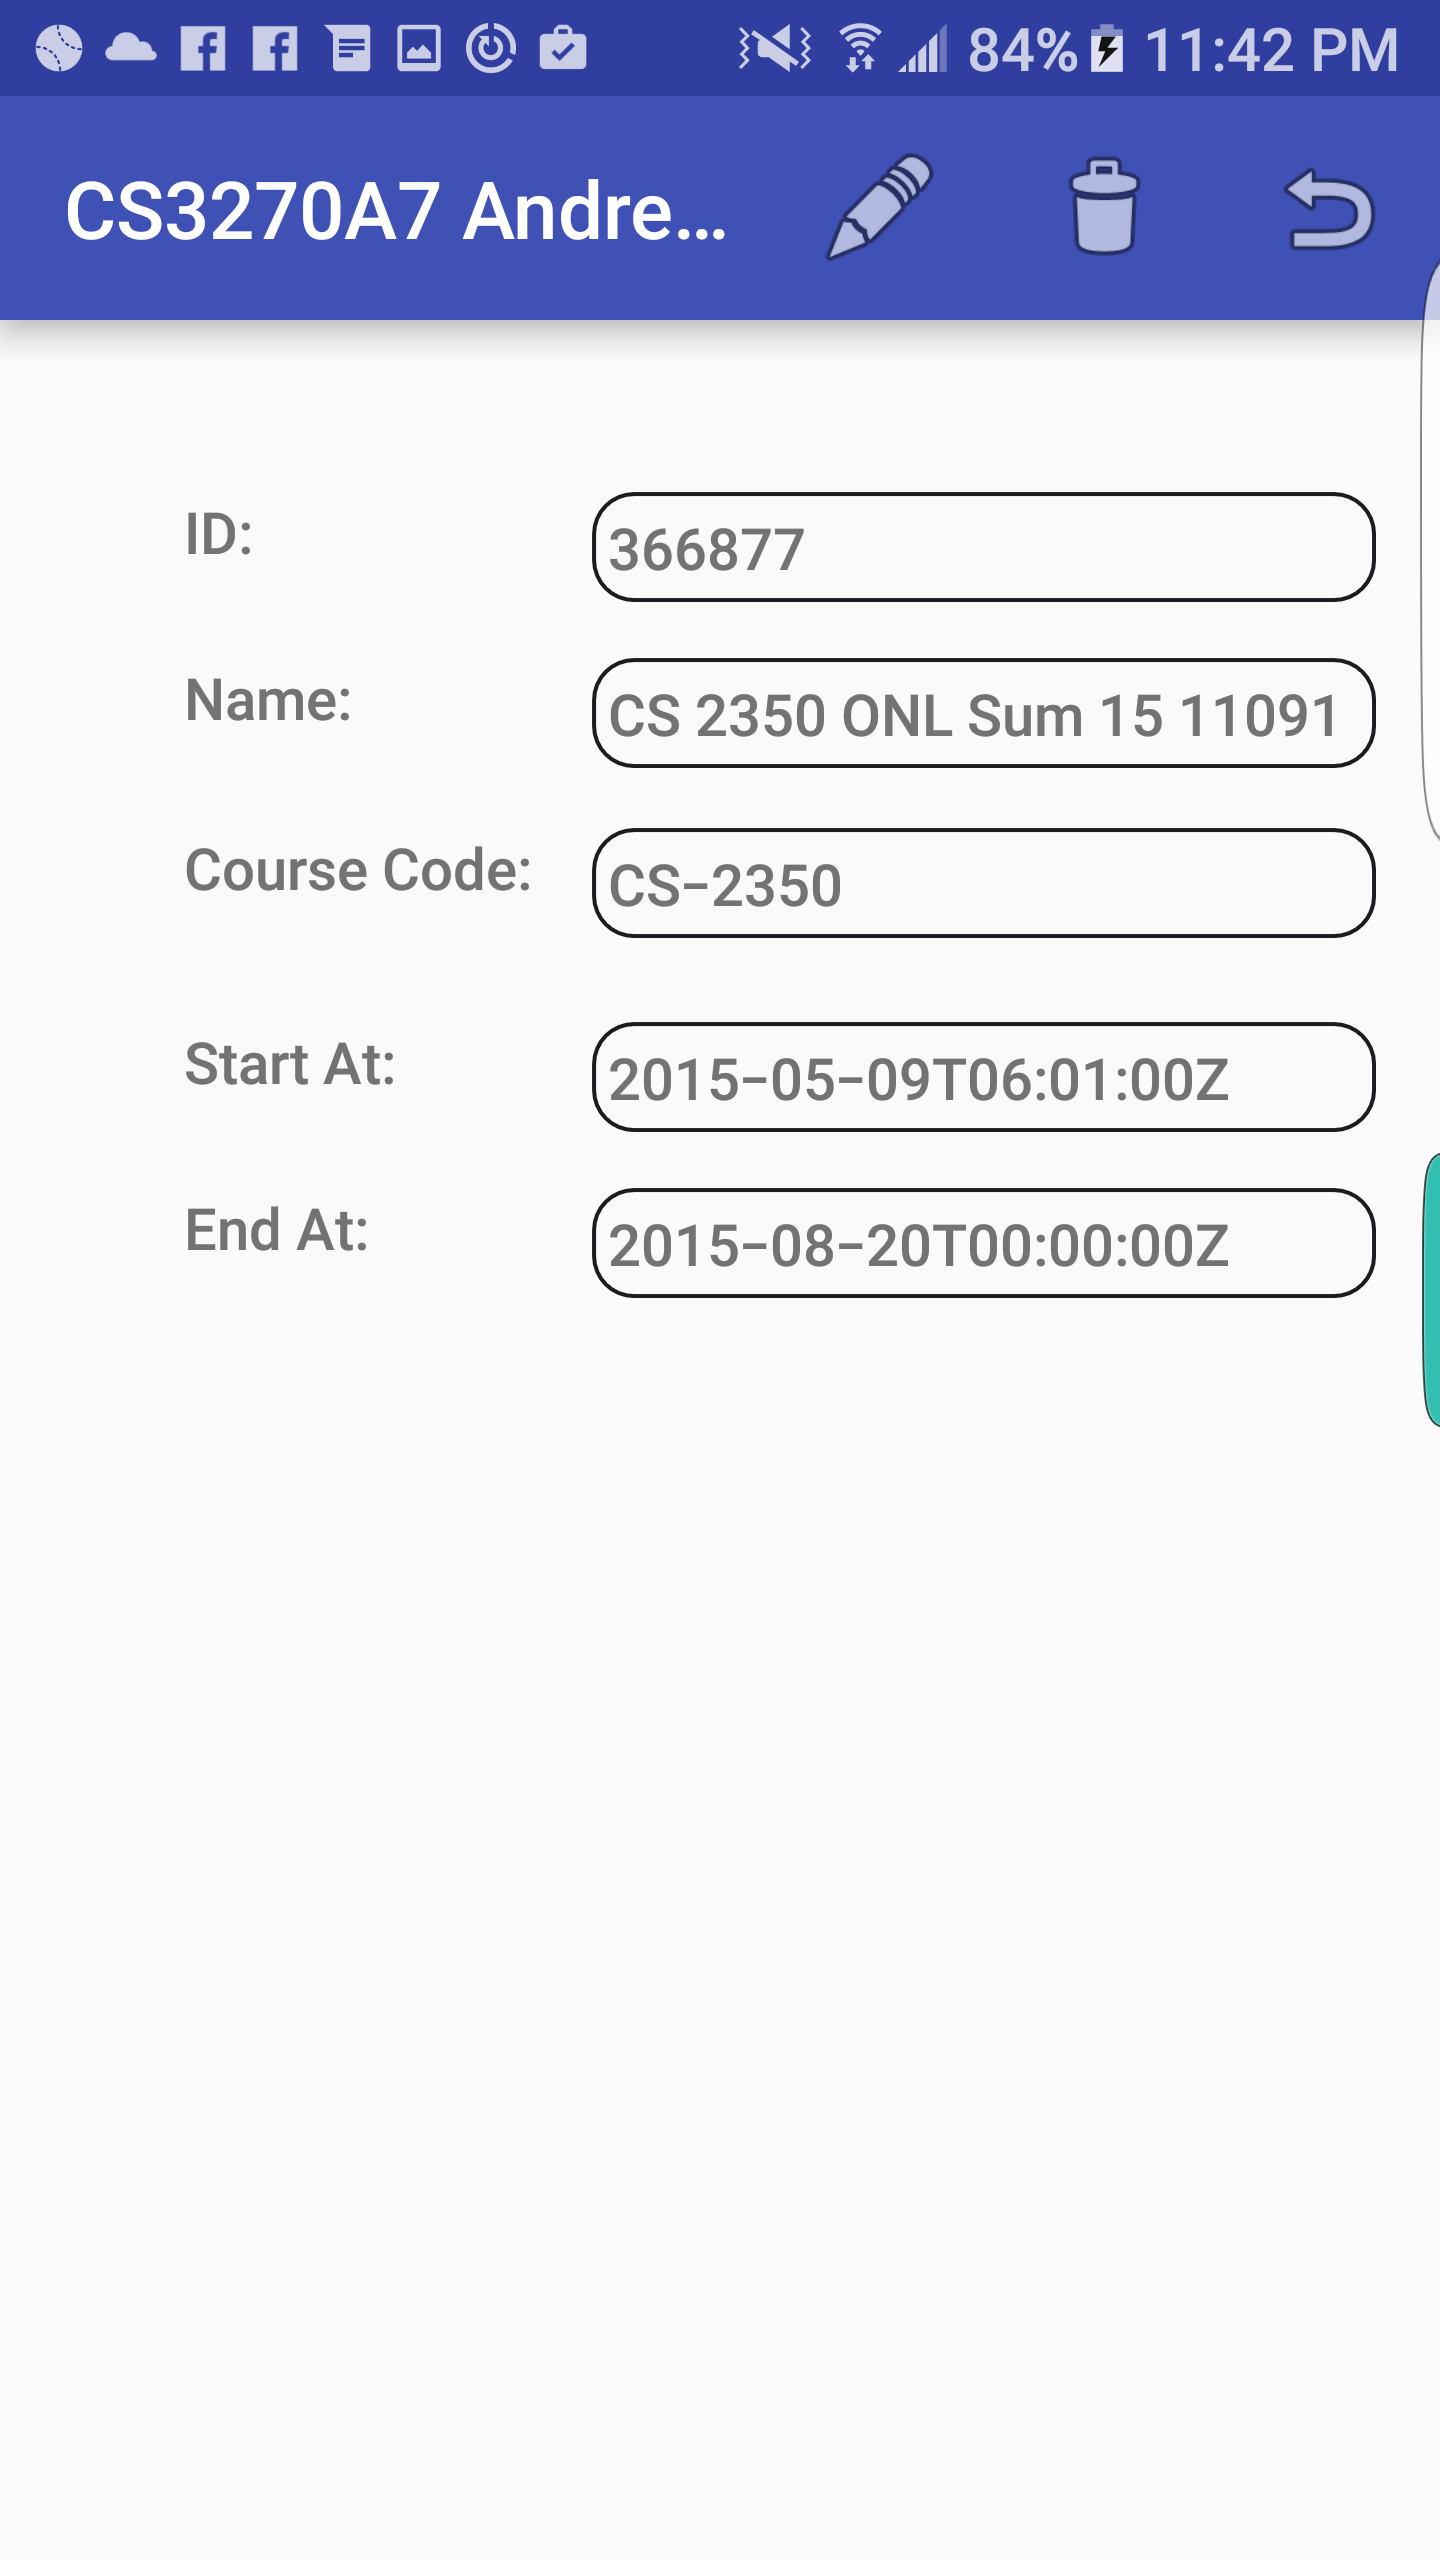 84% 11:42 PM
CS3270A7 Andre...
ID: 366877
Name: CS 2350 ONL Sum 15 11091
Course Code: CS-2350
Start At: 2015-05-09T06:01:00Z
End At: 2015-08-20T00:00:00Z